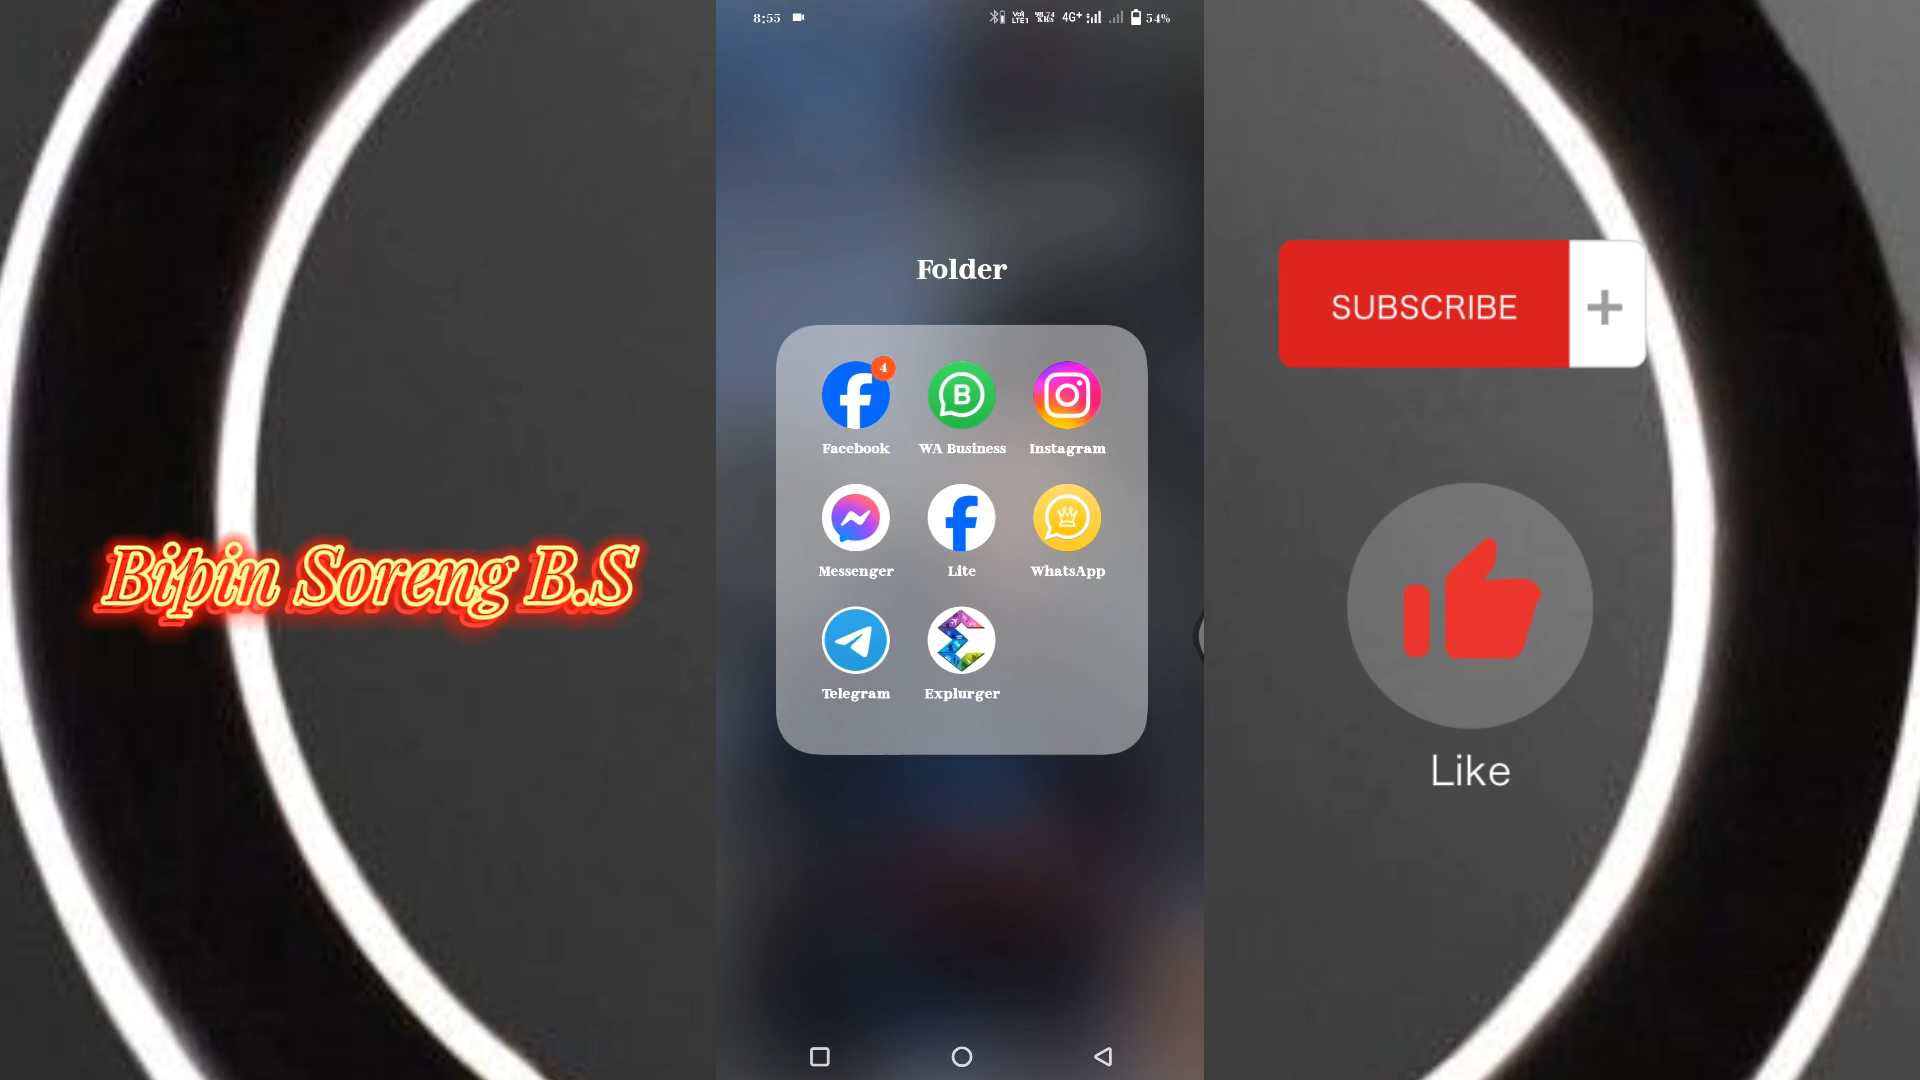 8:55
4G+ 54%
Folder
4
Facebook WA Business Instagram
Messenger Lite WhatsApp
Telegram Explurger
Bipin Soreng B.S
SUBSCRIBE +
Like